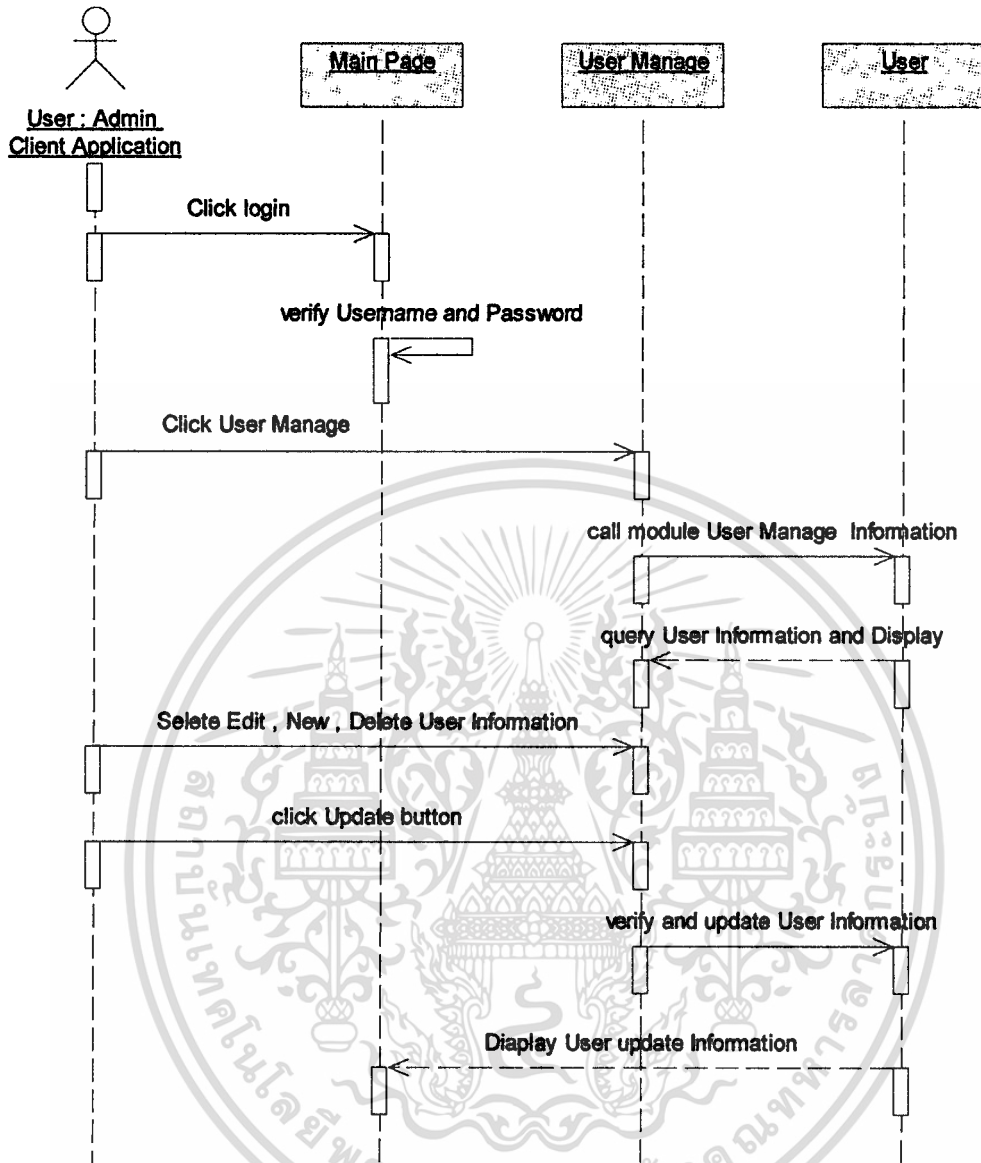 Main Page
User Manage
User
User : Admin
Client Application
Click login
verify Username and Password
Click User Manage
call module User Manage Information
query User Information and Display
Selete Edit , New , Delete User Information
click Update button
verify and update User Information
Diaplay User update Information